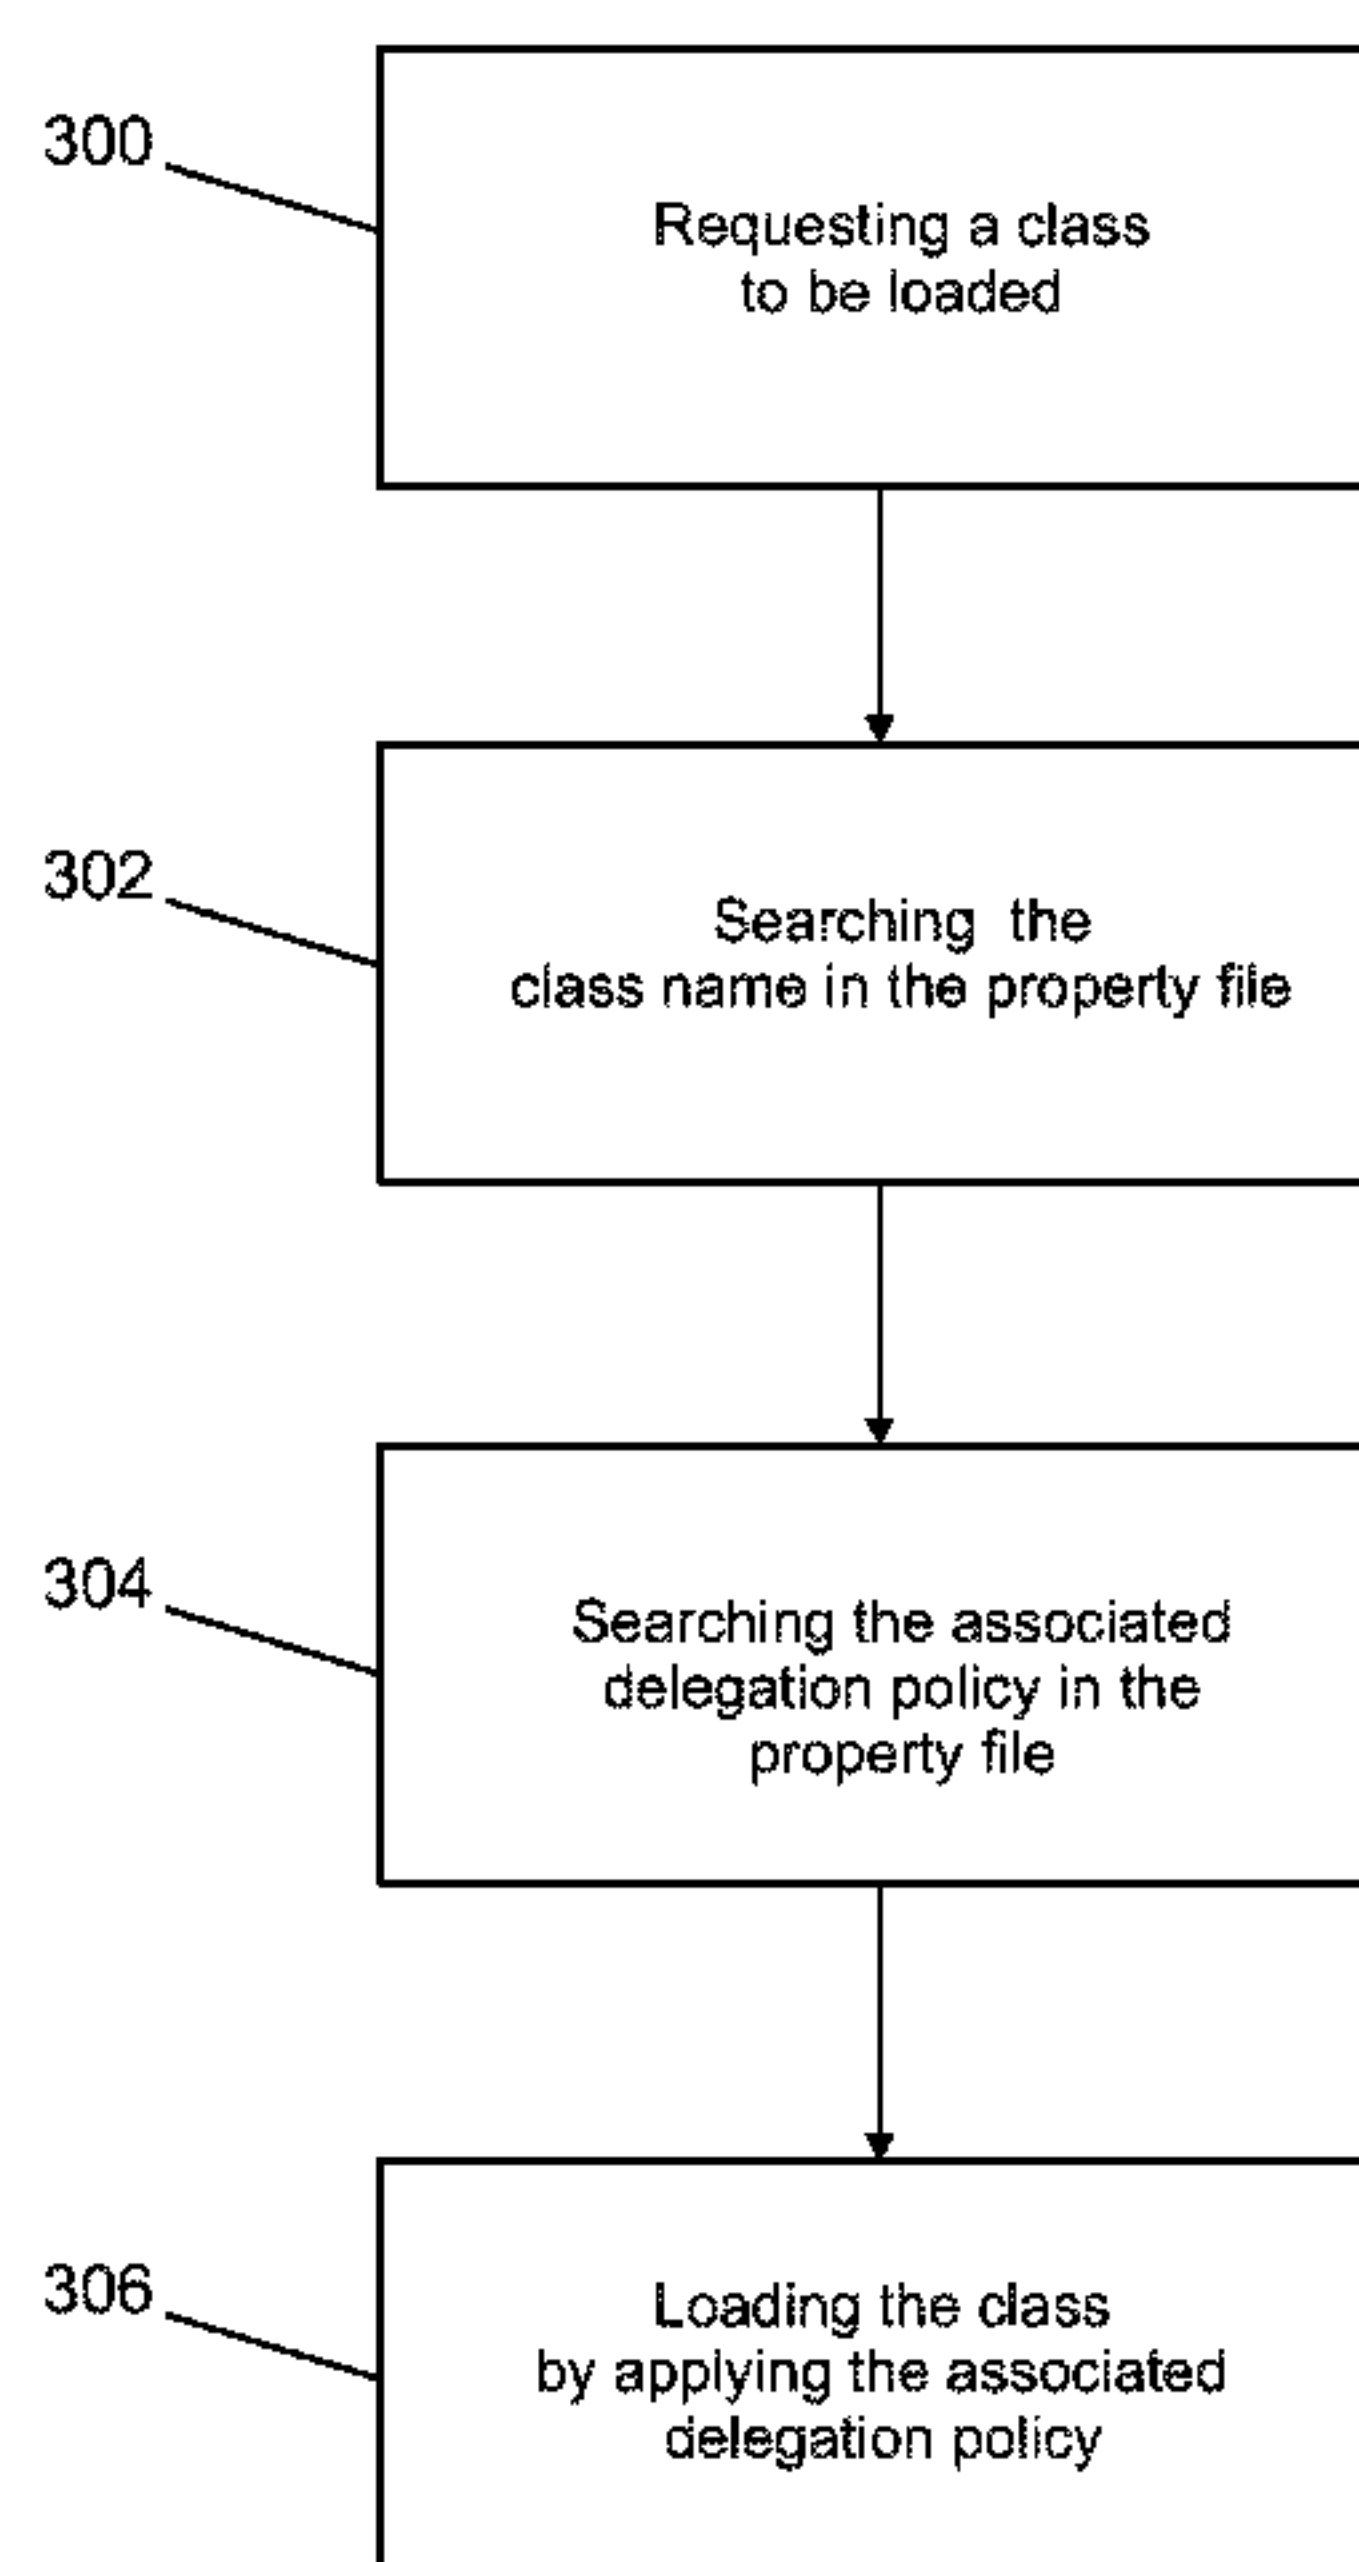 300
Requesting a class
to be loaded
302
Searching the
class name in the property file
304
Searching the associated
delegation policy in the
property file
306
Loading the class
by applying the associated
delegation policy